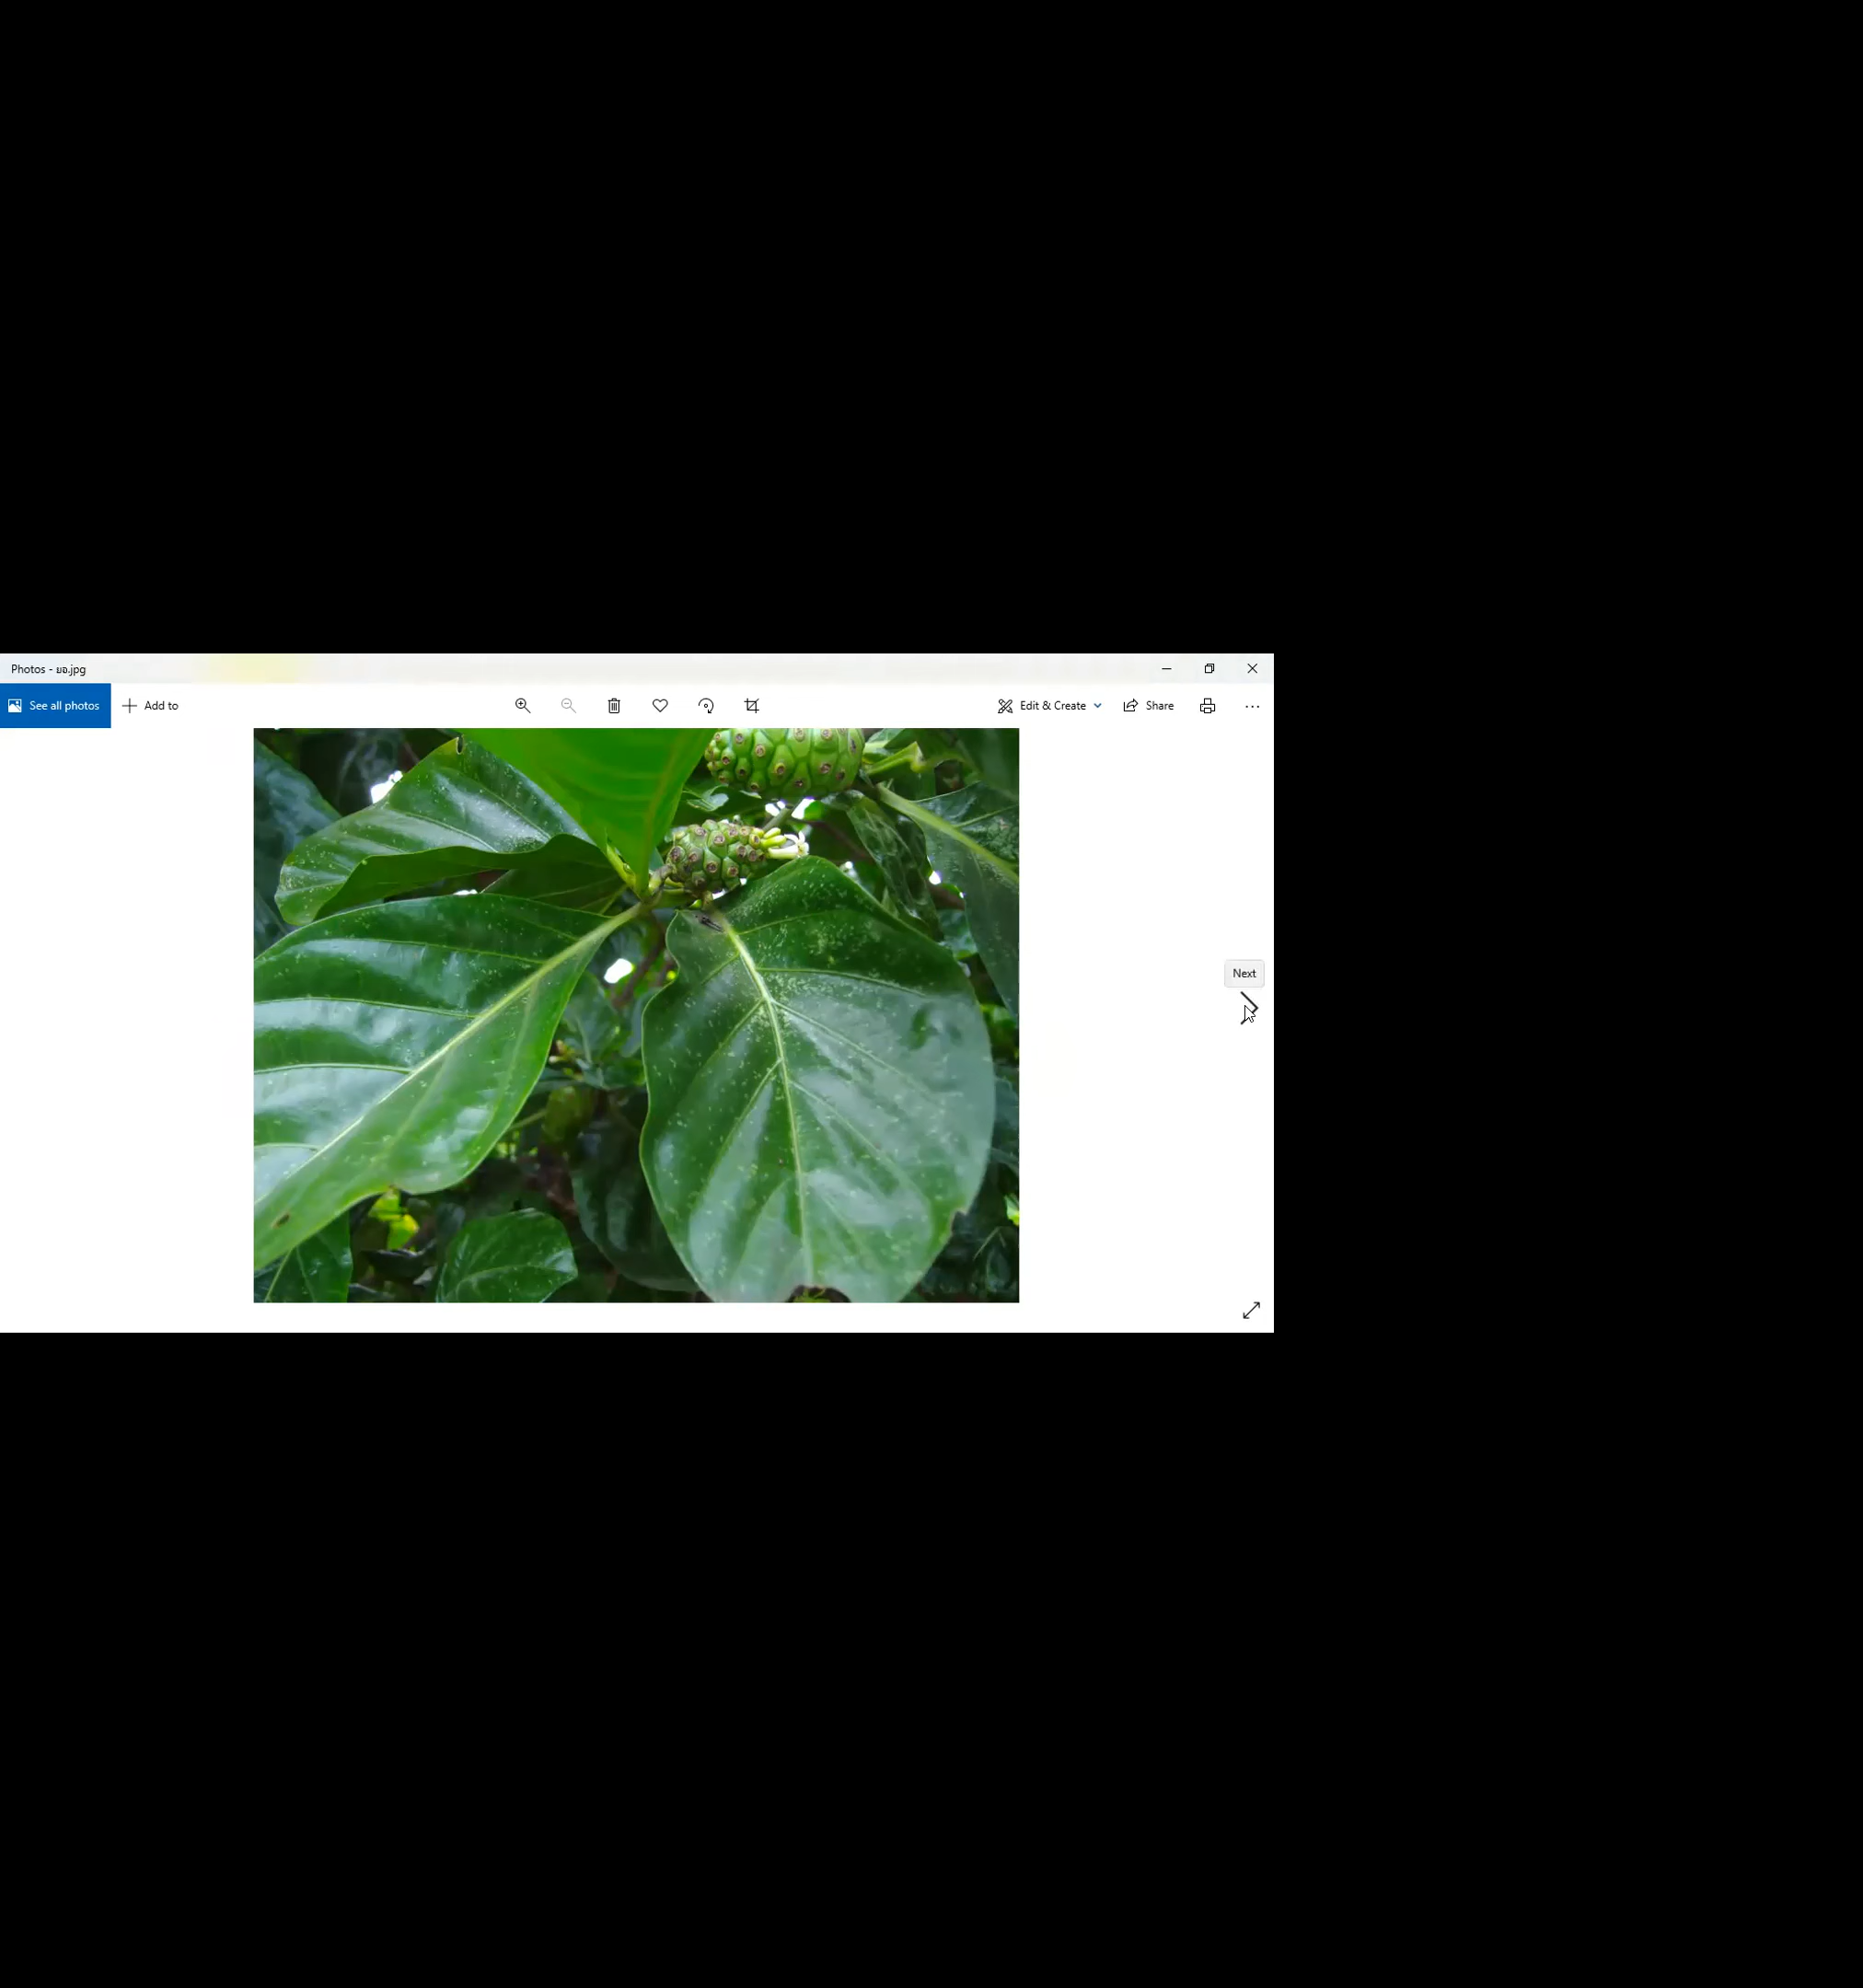 Photos - ยอ.jpg
See all photos
Add to
Edit & Create
Share
Next